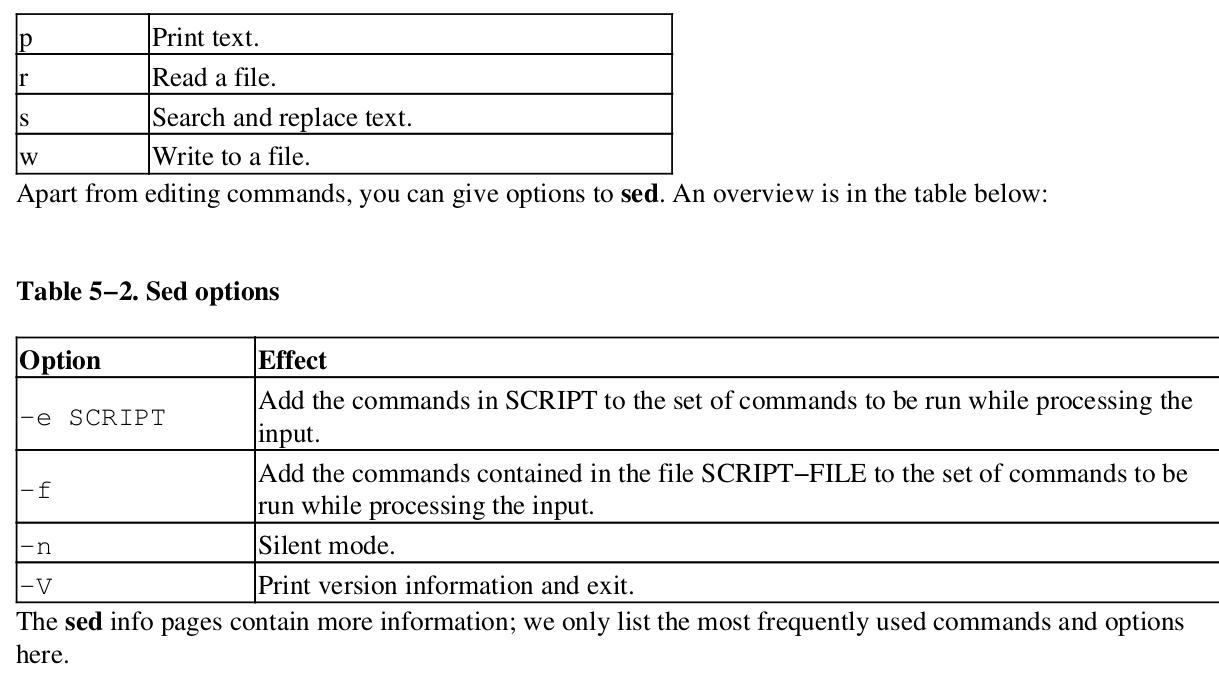 p Print text.
r Read a file.
s Search and replace text.
w Write to a file.
Apart from editing commands, you can give options to sed. An overview is in the table below:
Table 5−2. Sed options
Option Effect
−e SCRIPT Add the commands in SCRIPT to the set of commands to be run while processing the
input.
−f Add the commands contained in the file SCRIPT−FILE to the set of commands to be
run while processing the input.
−n Silent mode.
−V Print version information and exit.
The sed info pages contain more information; we only list the most frequently used commands and options
here.